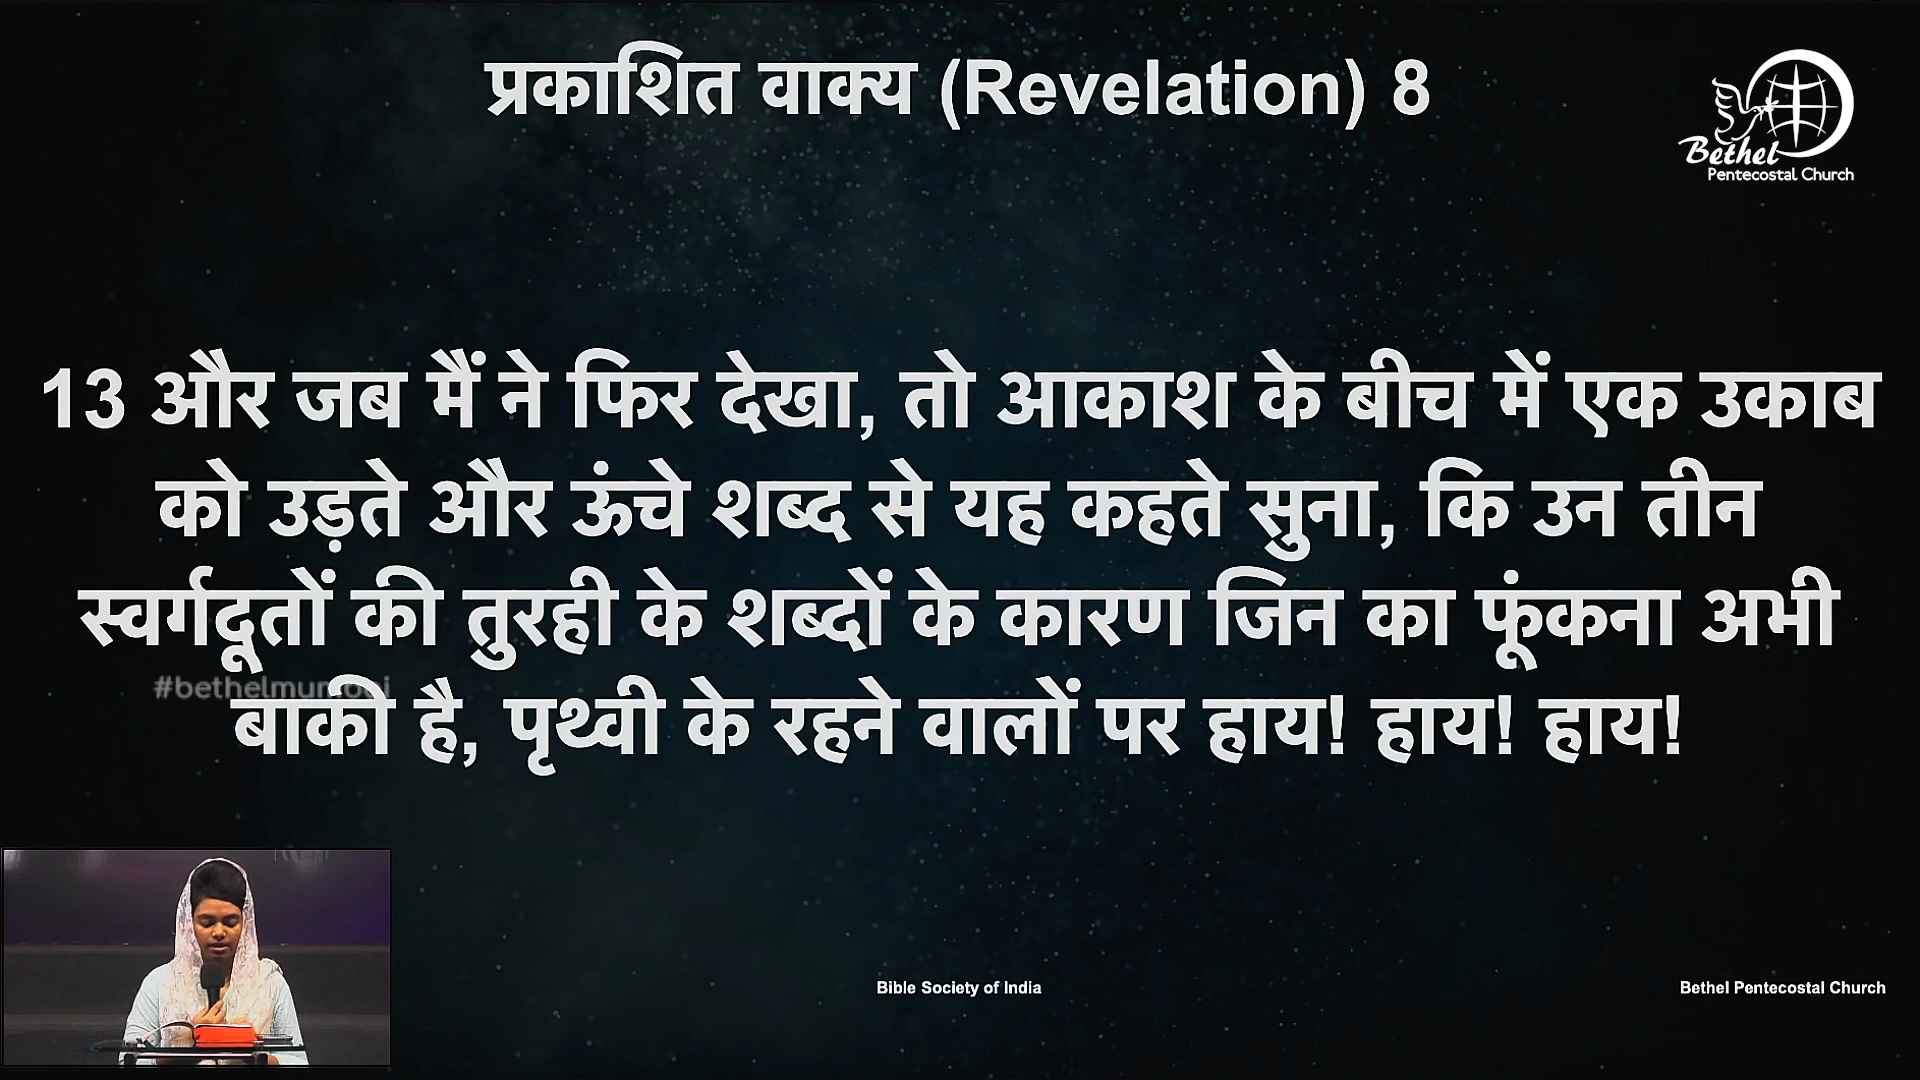 प्रकाशित वाक्य (Revelation) 8
Bethel
Pentecostal Church
13 और जब मैं ने फिर देखा, तो आकाश के बीच में एक उकाब
को उड़ते और ऊंचे शब्द से यह कहते सुना, कि उन तीन
स्वर्गदूतों की तुरही के शब्दों के कारण जिन का फूंकना अभी
#bethelmumbai
बाकी है, पृथ्वी के रहने वालों पर हाय! हाय! हाय!
Bible Society of India
Bethel Pentecostal Church